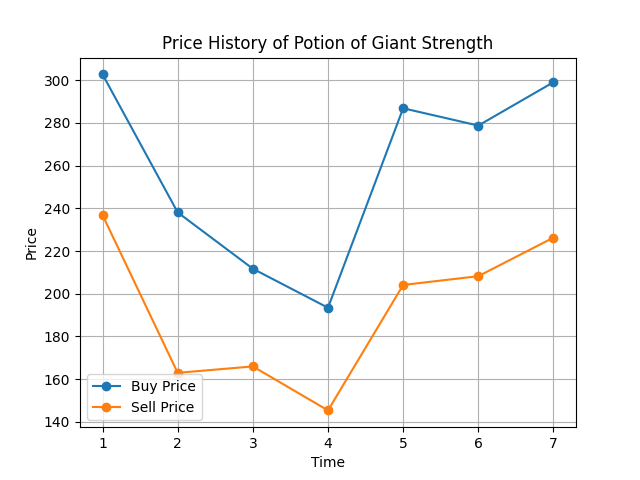 Price History of Potion of Giant Strength
Price
300
280
260
240
220
200
180
160
140
Buy Price
Sell Price
1 2 3 4 5 6 7
Time